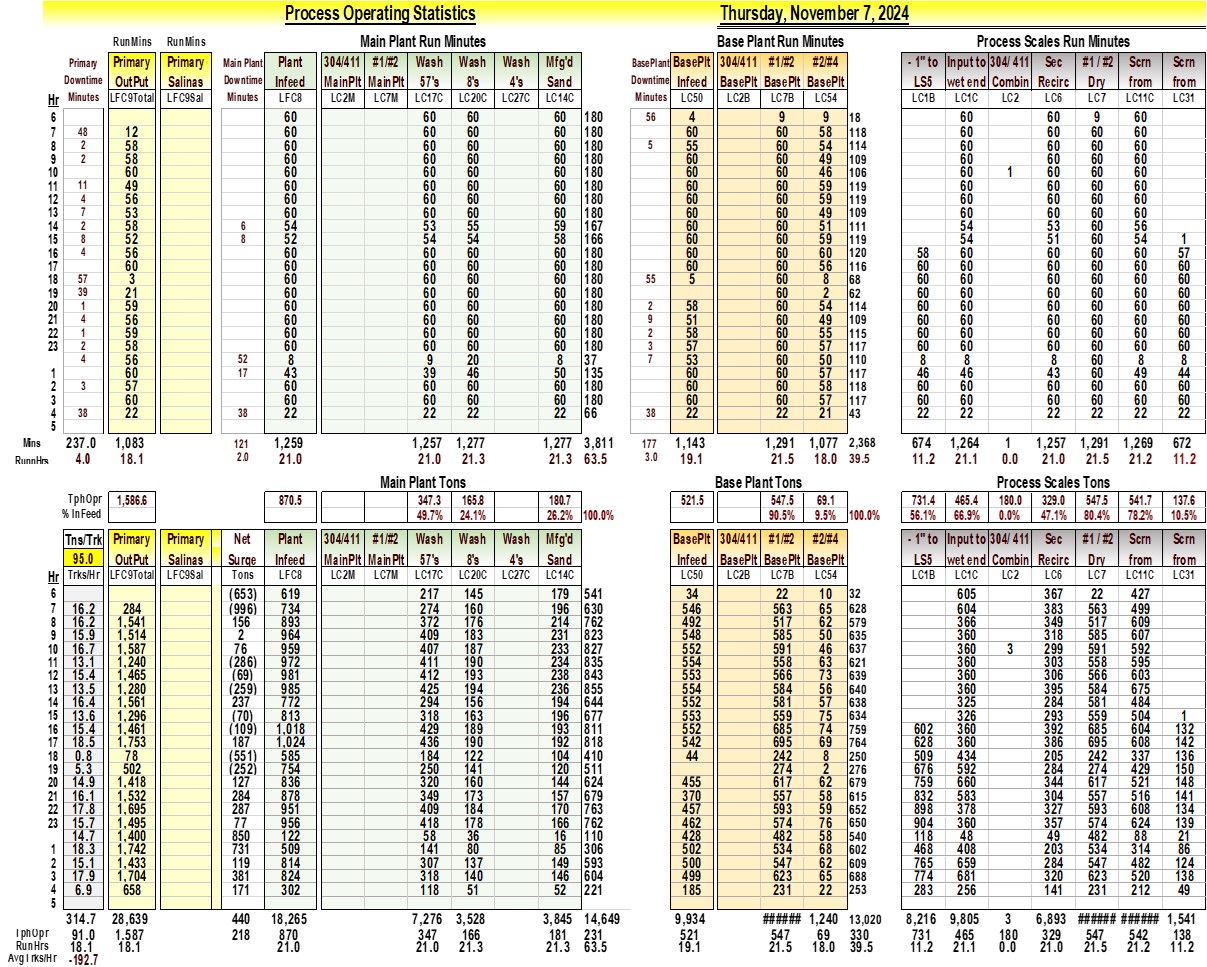 Process Operating Statistics Thursday, November 7, 2024
RunMins RunMins Main Plant Run Minutes Base Plant Run Minutes Process Scales Run Minutes
Primary Primary Primary Main Plant Plant 304/411 #1/#2 Wash Wash Wash Mfg'd BasePlant BasePlt 304/411 #1/#2 #2/#4 - 1" to Input to 304/ 411 Sec #1 / #2 Scrn Scrn
Downtime OutPut Salinas Downtime Infeed MainPlt MainPlt 57's 8's 4's Sand Downtime Infeed BasePlt BasePlt BasePlt LS5 wet end Combin Recirc Dry from from
Hr Minutes LFC9Total LFC9Sal Minutes LFC8 LC2M LC7M LC17C LC20C LC27C LC14C Minutes LC50 LC2B LC7B LC54 LC1B LC1C LC2 LC6 LC7 LC11C LC31
6 60 60 60 60 180 56 4 9 9 18 60 60 9 60
7 48 12 60 60 60 60 180 60 60 58 118 60 60 60 60
8 2 58 60 60 60 60 180 5 55 60 54 114 60 60 60 60
9 2 58 60 60 60 60 180 60 60 49 109 60 60 60 60
10 60 60 60 60 60 180 60 60 46 106 60 1 60 60 60
11 11 49 60 60 60 60 180 60 60 59 119 60 60 60 60
12 4 56 60 60 60 60 180 60 60 59 119 60 60 60 60
13 7 53 60 60 60 60 180 60 60 49 109 60 60 60 60
14 2 58 6 54 53 55 59 167 60 60 51 111 54 53 60 56
15 8 52 8 52 54 54 58 166 60 60 59 119 54 51 60 54 1
16 4 56 60 60 60 60 180 60 60 60 120 58 60 60 60 60 57
17 60 60 60 60 60 180 60 60 56 116 60 60 60 60 60 60
18 57 3 60 60 60 60 180 55 5 60 8 68 60 60 60 60 60 60
19 39 21 60 60 60 60 180 60 2 62 60 60 60 60 60 60
20 1 59 60 60 60 60 180 2 58 60 54 114 60 60 60 60 60 60
21 4 56 60 60 60 60 180 9 51 60 49 109 60 60 60 60 60 60
22 1 59 60 60 60 60 180 2 58 60 55 115 60 60 60 60 60 60
23 2 58 60 60 60 60 180 3 57 60 57 117 60 60 60 60 60 60
4 56 52 8 9 20 8 37 7 53 60 50 110 8 8 8 60 8 8
1 60 17 43 39 46 50 135 60 60 57 117 46 46 43 60 49 44
2 3 57 60 60 60 60 180 60 60 58 118 60 60 60 60 60 60
3 60 60 60 60 60 180 60 60 57 117 60 60 60 60 60 60
4 38 22 38 22 22 22 22 66 38 22 22 21 43 22 22 22 22 22 22
5
Mins 237.0 1,083 121 1,259 1,257 1,277 1,277 3,811 177 1,143 1,291 1,077 2,368 674 1,264 1 1,257 1,291 1,269 672
RunnHrs 4.0 18.1 2.0 21.0 21.0 21.3 21.3 63.5 3.0 19.1 21.5 18.0 39.5 11.2 21.1 0.0 21.0 21.5 21.2 11.2
Main Plant Tons Base Plant Tons Process Scales Tons
TphOpr 1,586.6 870.5 347.3 165.8 180.7 521.5 547.5 69.1 731.4 465.4 180.0 329.0 547.5 541.7 137.6
% InFeed 49.7% 24.1% 26.2% 100.0% 90.5% 9.5% 100.0% 56.1% 66.9% 0.0% 47.1% 80.4% 78.2% 10.5%
Tns/Trk Primary Primary Net Plant 304/411 #1/#2 Wash Wash Wash Mfg'd BasePlt 304/411 #1/#2 #2/#4 - 1" to Input to 304/ 411 Sec #1 / #2 Scrn Scrn
95.0 OutPut Salinas Surge Infeed MainPlt MainPlt 57's 8's 4's Sand Infeed BasePlt BasePlt BasePlt LS5 wet end Combin Recirc Dry from from
Hr Trks/Hr LFC9Total LFC9Sal Tons LFC8 LC2M LC7M LC17C LC20C LC27C LC14C LC50 LC2B LC7B LC54 LC1B LC1C LC2 LC6 LC7 LC11C LC31
6 (653) 619 217 145 179 541 34 22 10 32 605 367 22 427
7 16.2 284 (996) 734 274 160 196 630 546 563 65 628 604 383 563 499
8 16.2 1,541 156 893 372 176 214 762 492 517 62 579 366 349 517 609
9 15.9 1,514 2 964 409 183 231 823 548 585 50 635 360 318 585 607
10 16.7 1,587 76 959 407 187 233 827 552 591 46 637 360 3 299 591 592
11 13.1 1,240 (286) 972 411 190 234 835 554 558 63 621 360 303 558 595
12 15.4 1,465 (69) 981 412 193 238 843 553 566 73 639 360 306 566 603
13 13.5 1,280 (259) 985 425 194 236 855 554 584 56 640 360 395 584 675
14 16.4 1,561 237 772 294 156 194 644 552 581 57 638 325 284 581 484
15 13.6 1,296 (70) 813 318 163 196 677 553 559 75 634 326 293 559 504 1
16 15.4 1,461 (109) 1,018 429 189 193 811 552 685 74 759 602 360 392 685 604 132
17 18.5 1,753 187 1,024 436 190 192 818 542 695 69 764 628 360 386 695 608 142
18 0.8 78 (551) 585 184 122 104 410 44 242 8 250 509 434 205 242 337 136
19 5.3 502 (252) 754 250 141 120 511 274 2 276 676 592 284 274 429 150
20 14.9 1,418 127 836 320 160 144 624 455 617 62 679 759 660 344 617 521 148
21 16.1 1,532 284 878 349 173 157 679 370 557 58 615 832 583 304 557 516 141
22 17.8 1,695 287 951 409 184 170 763 457 593 59 652 898 378 327 593 608 134
23 15.7 1,495 77 956 418 178 166 762 462 574 76 650 904 360 357 574 624 139
14.7 1,400 850 122 58 36 16 110 428 482 58 540 118 48 49 482 88 21
1 18.3 1,742 731 509 141 80 85 306 502 534 68 602 468 408 203 534 314 86
2 15.1 1,433 119 814 307 137 149 593 500 547 62 609 765 659 284 547 482 124
3 17.9 1,704 381 824 318 140 146 604 499 623 65 688 774 681 320 623 520 138
4 6.9 658 171 302 118 51 52 221 185 231 22 253 283 256 141 231 212 49
5
314.7 28,639 440 18,265 7,276 3,528 3,845 14,649 9,934 ###### 1,240 13,020 8,216 9,805 3 6,893 ###### ###### 1,541
TphOpr 91.0 1,587 218 870 347 166 181 231 521 547 69 330 731 465 180 329 547 542 138
RunHrs 18.1 18.1 21.0 21.0 21.3 21.3 63.5 19.1 21.5 18.0 39.5 11.2 21.1 0.0 21.0 21.5 21.2 11.2
AvgTrks/Hr -192.7